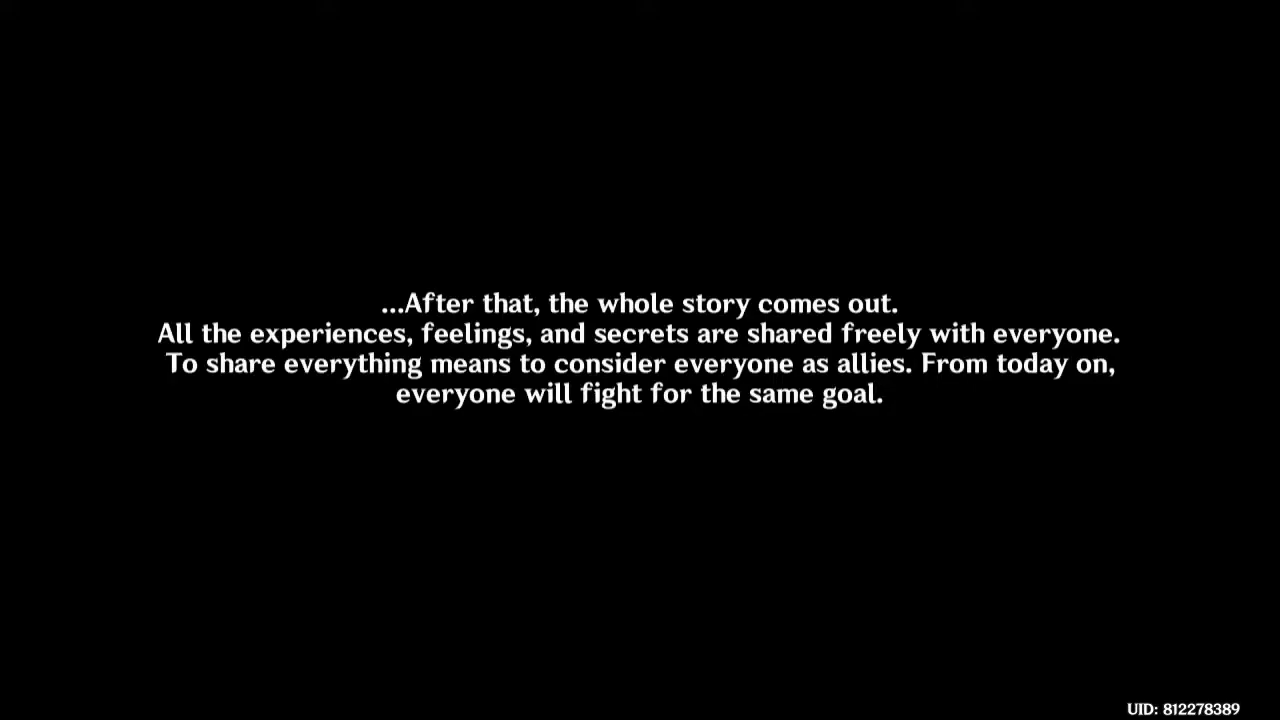 ...After that, the whole story comes out.
All the experiences, feelings, and secrets are shared freely with everyone.
To share everything means to consider everyone as allies. From today on,
everyone will fight for the same goal.
UID: 812278389